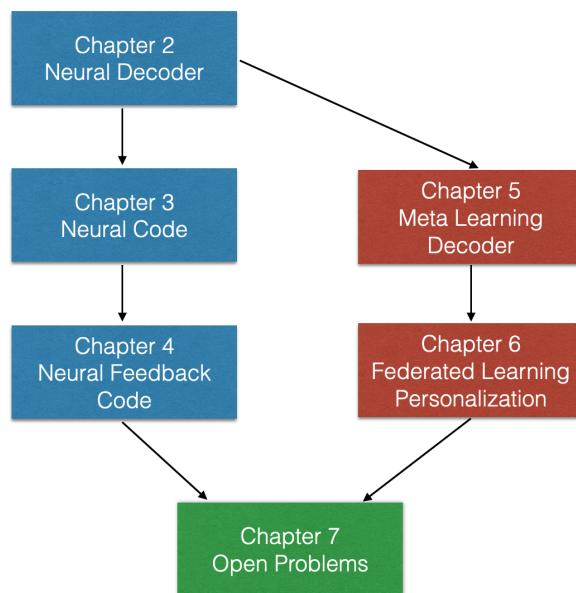 Chapter 2
Neural Decoder
Chapter 3
Neural Code
Chapter 5
Meta Learning
Decoder
Chapter 4
Neural Feedback
Code
Chapter 6
Federated Learning
Personalization
Chapter 7
Open Problems